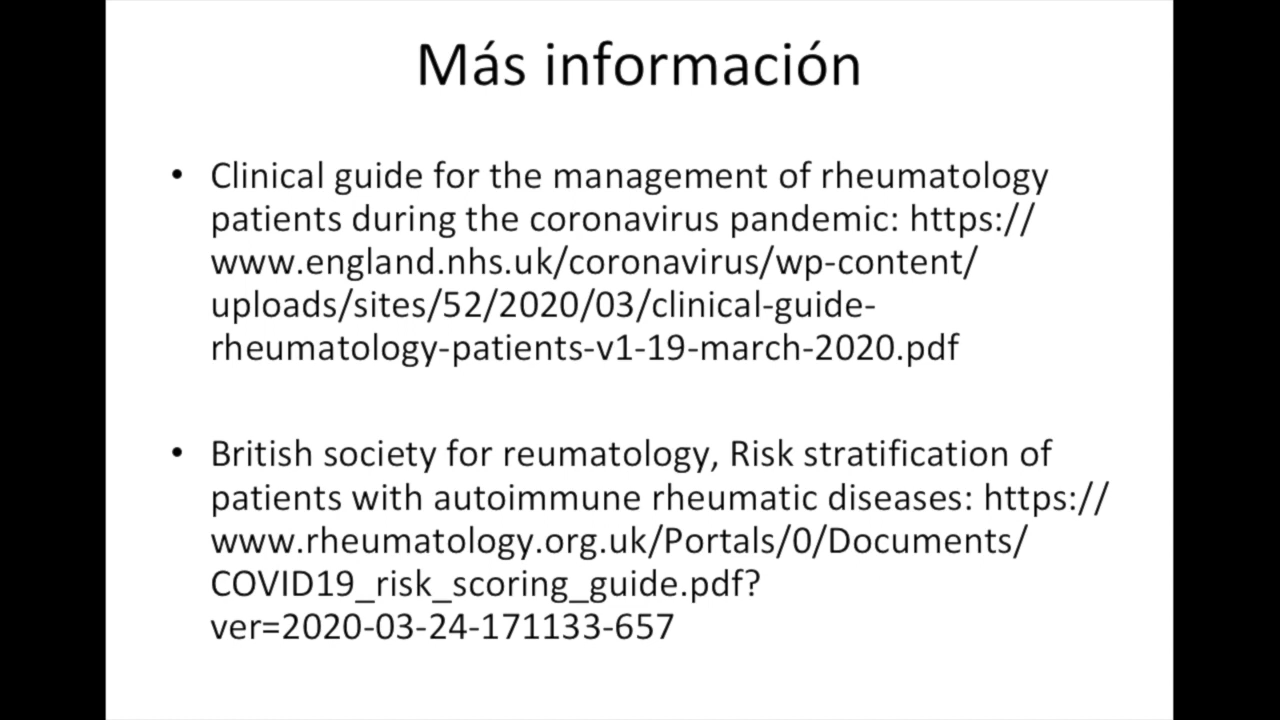 Más información
• Clinical guide for the management of rheumatology
patients during the coronavirus pandemic: https://
www.england.nhs.uk/coronavirus/wp-content/
uploads/sites/52/2020/03/clinical-guide-
rheumatology-patients-v1-19-march-2020.pdf
• British society for reumatology, Risk stratification of
patients with autoimmune rheumatic diseases: https://
www.rheumatology.org.uk/Portals/0/Documents/
COVID19_risk_scoring_guide.pdf?
ver=2020-03-24-171133-657